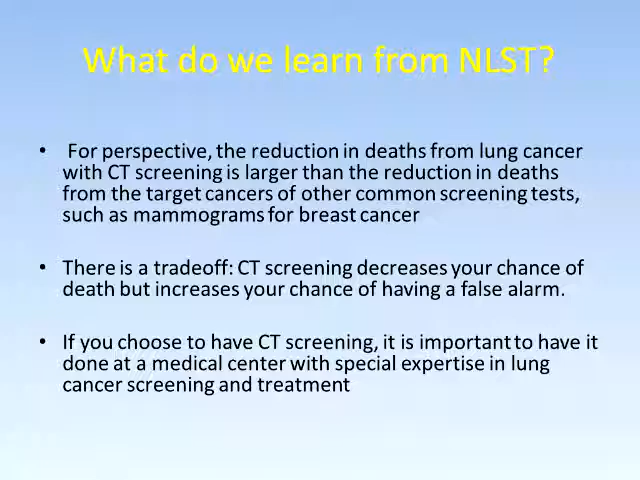 What do we learn from NLST?
• For perspective, the reduction in deaths from lung cancer
with CT screening is larger than the reduction in deaths
from the target cancers of other common screening tests,
such as mammograms for breast cancer
• There is a tradeoff: CT screening decreases your chance of
death but increases your chance of having a false alarm.
• If you choose to have CT screening, it is important to have it
done at a medical center with special expertise in lung
cancer screening and treatment